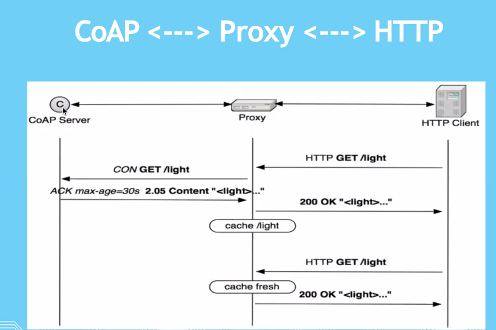 CoAP <---> Proxy <---> HTTP
C
CoAP Server
Proxy
HTTP Client
HTTP GET /light
CON GET /light
ACK max-age=30s 2.05 Content "<light>..."
200 OK "<light>..."
cache /light
HTTP GET /light
cache fresh
200 OK "<light>..."